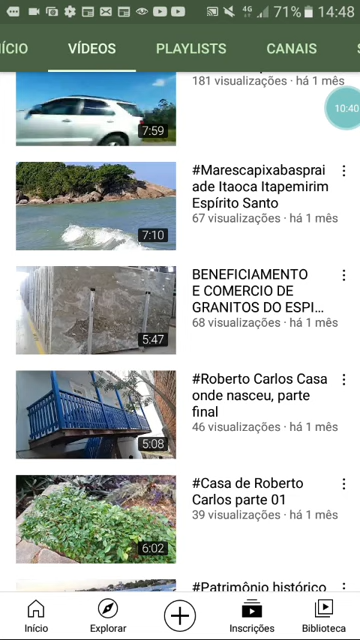 4G 71% 14:48
ÍCIO VÍDEOS PLAYLISTS CANAIS
181 visualizações · há 1 mês
7:59
10:40
#Marescapixabasprai
ade Itaoca Itapemirim
Espírito Santo
67 visualizações · há 1 mês
7:10
BENEFICIAMENTO
E COMERCIO DE
GRANITOS DO ESPI...
68 visualizações · há 1 mês
5:47
#Roberto Carlos Casa
onde nasceu, parte
final
46 visualizações · há 1 mês
5:08
#Casa de Roberto
Carlos parte 01
39 visualizações · há 1 mês
6:02
#Patrimônio histórico
Início Explorar Inscrições Biblioteca